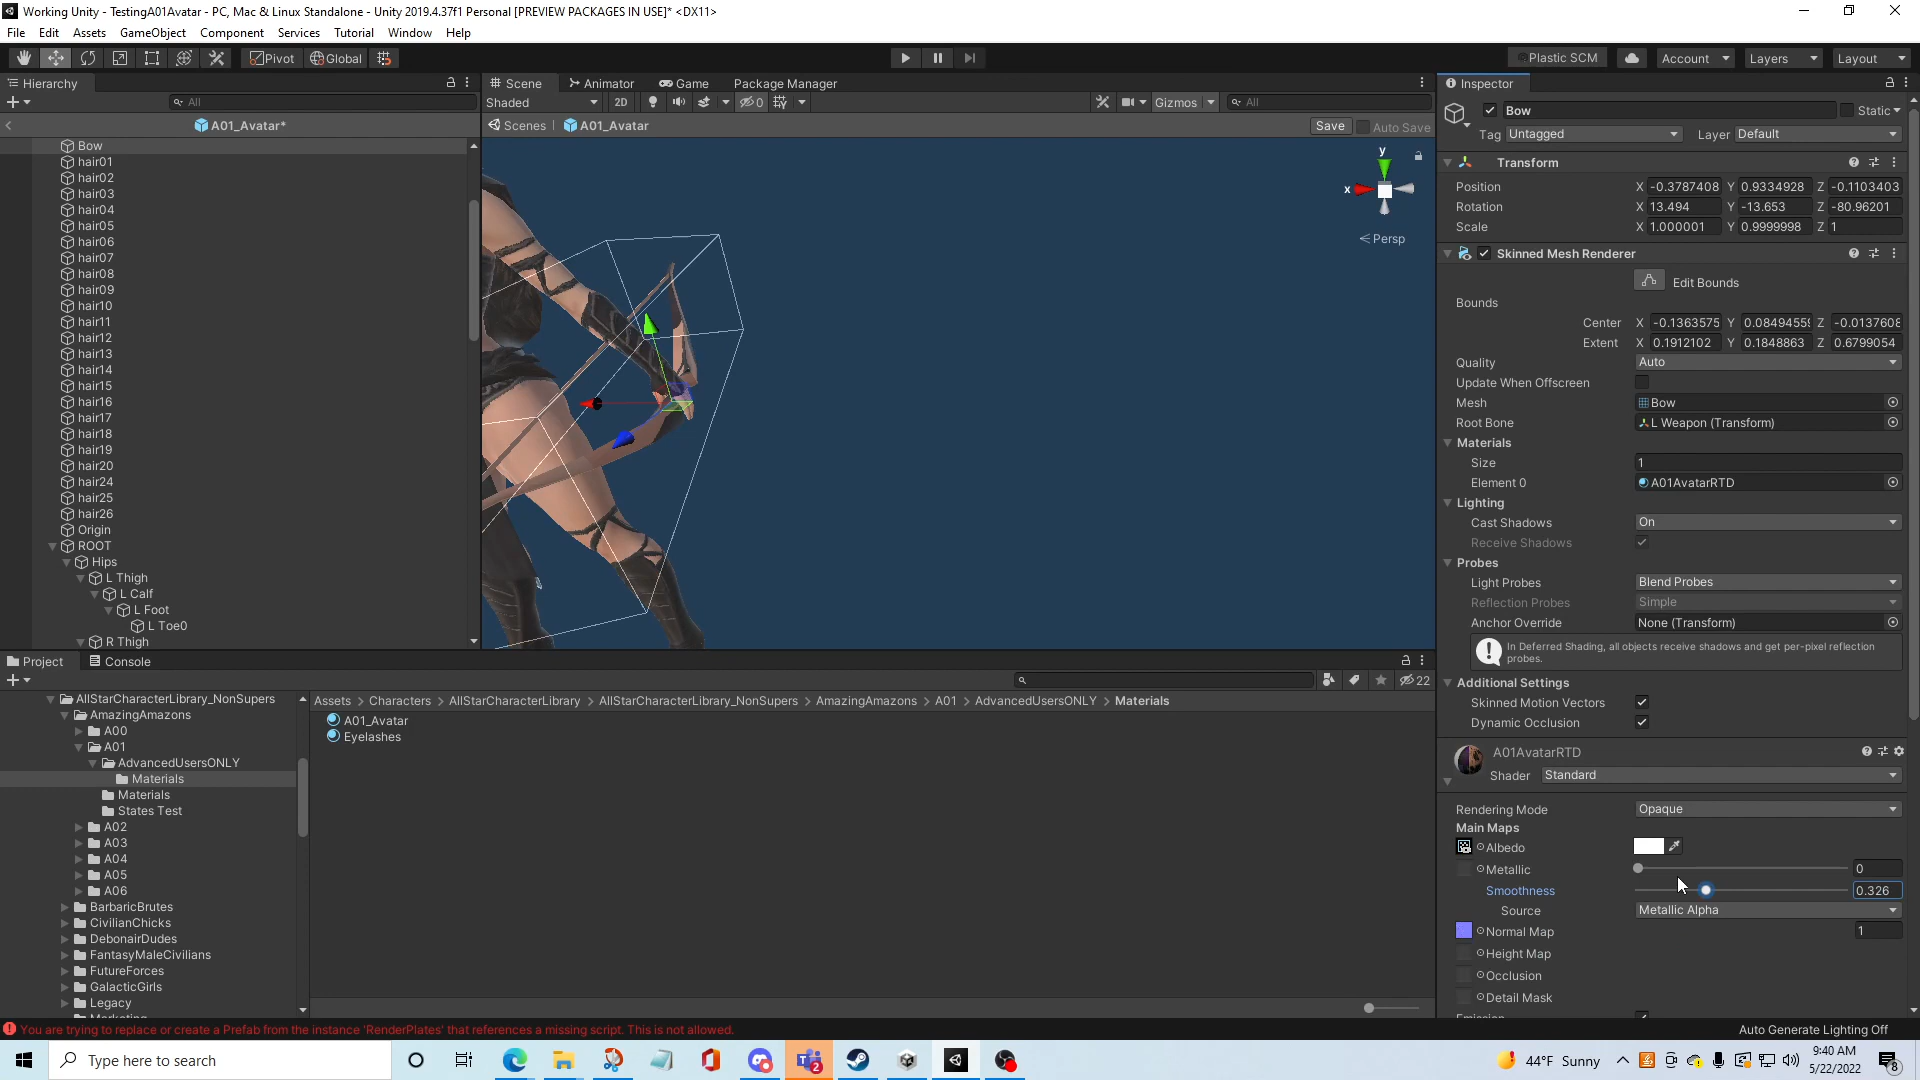 Working Unity - TestingA01Avatar - PC, Mac & Linux Standalone - Unity 2019.4.37f1 Personal [PREVIEW PACKAGES IN USE]* <DX11>
File Edit Assets GameObject Component Services Tutorial Window Help
Pivot Global Plastic SCM Account Layers Layout
Hierarchy
All
A01_Avatar*
Bow
hair01
hair02
hair03
hair04
hair05
hair06
hair07
hair08
hair09
hair10
hair11
hair12
hair13
hair14
hair15
hair16
hair17
hair18
hair19
hair20
hair24
hair25
hair26
Origin
ROOT
Hips
L Thigh
L Calf
L Foot
L Toe0
R Thigh
Scene Animator Game Package Manager
Shaded 2D 0 Gizmos All
Scenes A01_Avatar Save Auto Save
y
x
Persp
Inspector
Bow Static
Tag Untagged Layer Default
Transform
Position X -0.3787408 Y 0.9334928 Z -0.1103403
Rotation X 13.494 Y -13.653 Z -80.96201
Scale X 1.000001 Y 0.9999998 Z 1
Skinned Mesh Renderer
Edit Bounds
Bounds
Center X -0.1363575 Y 0.08494559 Z -0.0137608
Extent X 0.1912102 Y 0.1848863 Z 0.6799054
Quality Auto
Update When Offscreen
Mesh Bow
Root Bone L Weapon (Transform)
Materials
Size 1
Element 0 A01AvatarRTD
Lighting
Cast Shadows On
Receive Shadows
Probes
Light Probes Blend Probes
Reflection Probes Simple
Anchor Override None (Transform)
In Deferred Shading, all objects receive shadows and get per-pixel reflection
probes.
Additional Settings
Skinned Motion Vectors
Dynamic Occlusion
A01AvatarRTD
Shader Standard
Rendering Mode Opaque
Main Maps
Albedo
Metallic 0
Smoothness 0.326
Source Metallic Alpha
Normal Map 1
Height Map
Occlusion
Detail Mask
Emission
Project Console
22
AllStarCharacterLibrary_NonSupers
AmazingAmazons
A00
A01
AdvancedUsersONLY
Materials
Materials
States Test
A02
A03
A04
A05
A06
BarbaricBrutes
CivilianChicks
DebonairDudes
FantasyMaleCivilians
FutureForces
GalacticGirls
Legacy
Marketing
Assets > Characters > AllStarCharacterLibrary > AllStarCharacterLibrary_NonSupers > AmazingAmazons > A01 > AdvancedUsersONLY > Materials
A01_Avatar
Eyelashes
You are trying to replace or create a Prefab from the instance 'RenderPlates' that references a missing script. This is not allowed.
Auto Generate Lighting Off
Type here to search
2
44°F Sunny
9:40 AM
5/22/2022
8